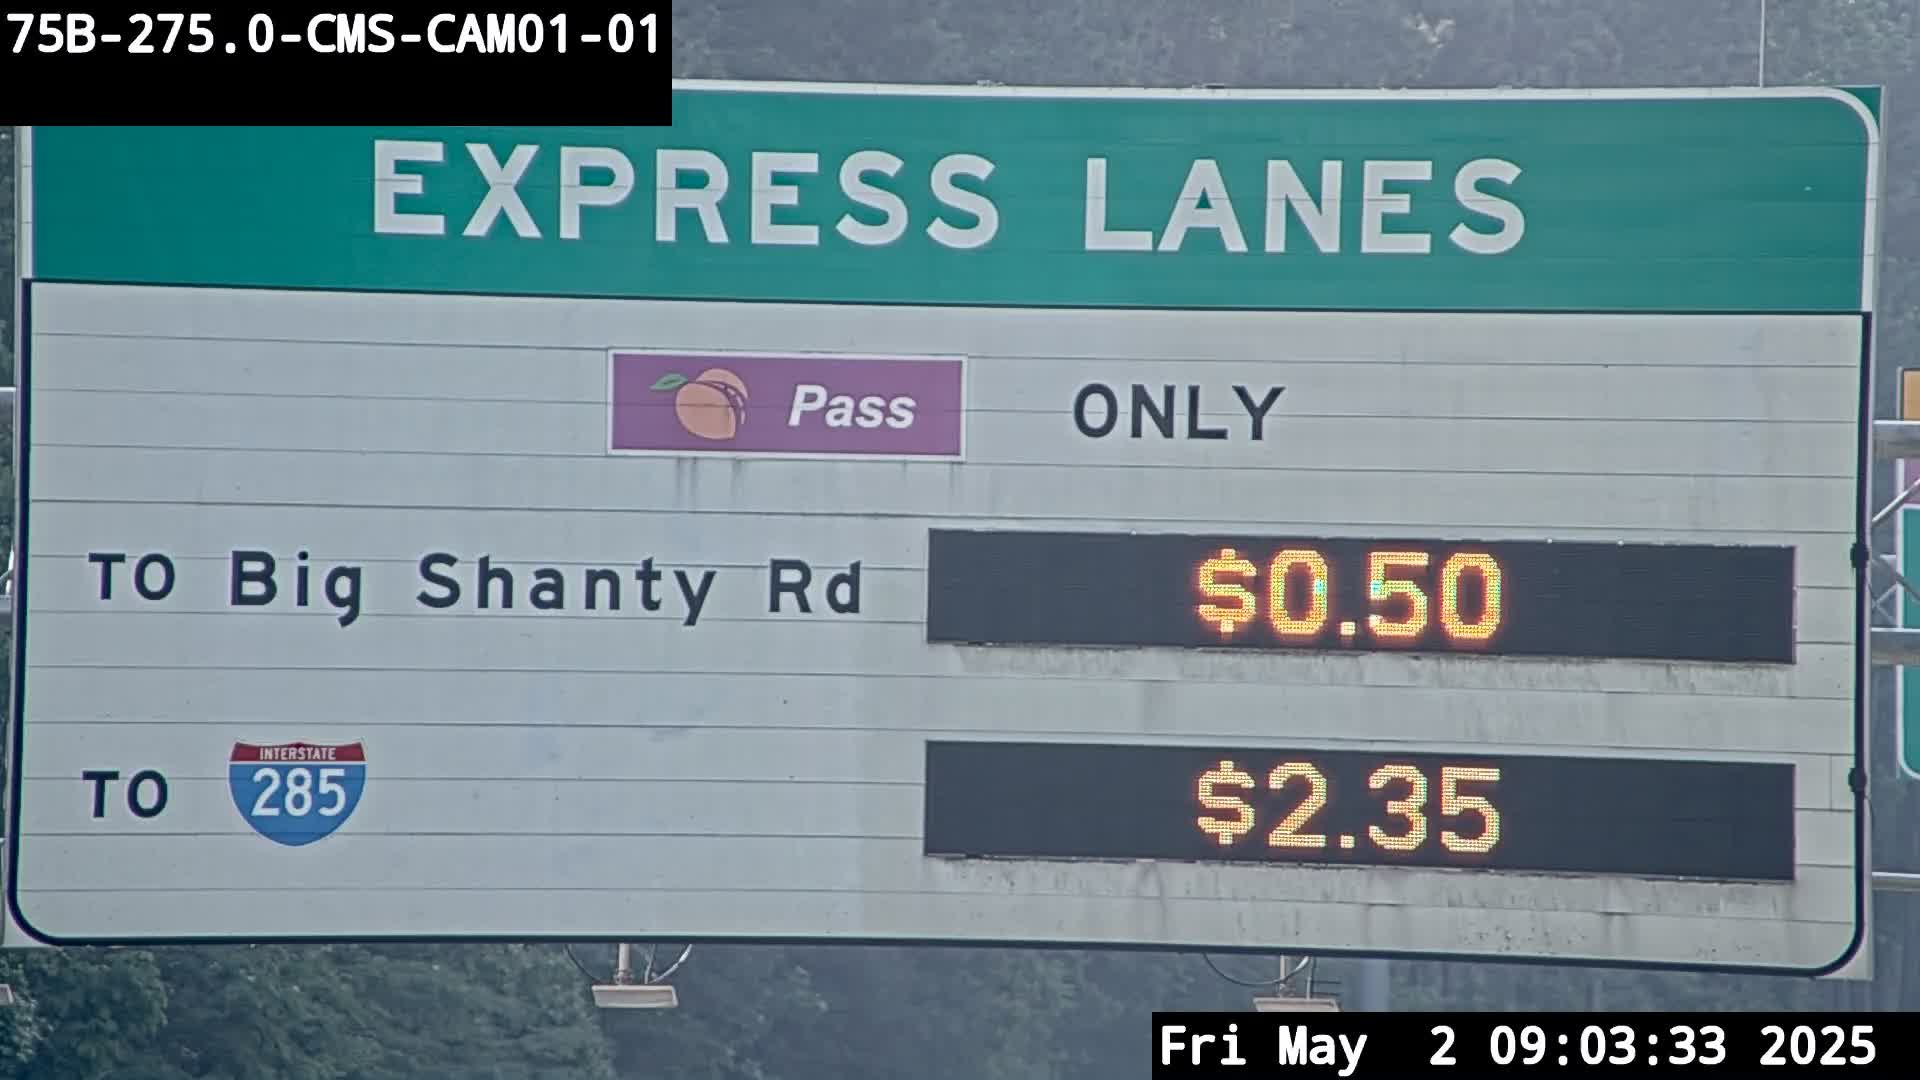 75B-275.0-CMS-CAM01-01
EXPRESS LANES
Pass ONLY
TO Big Shanty Rd $0.50
TO INTERSTATE 285 $2.35
Fri May 2 09:03:33 2025